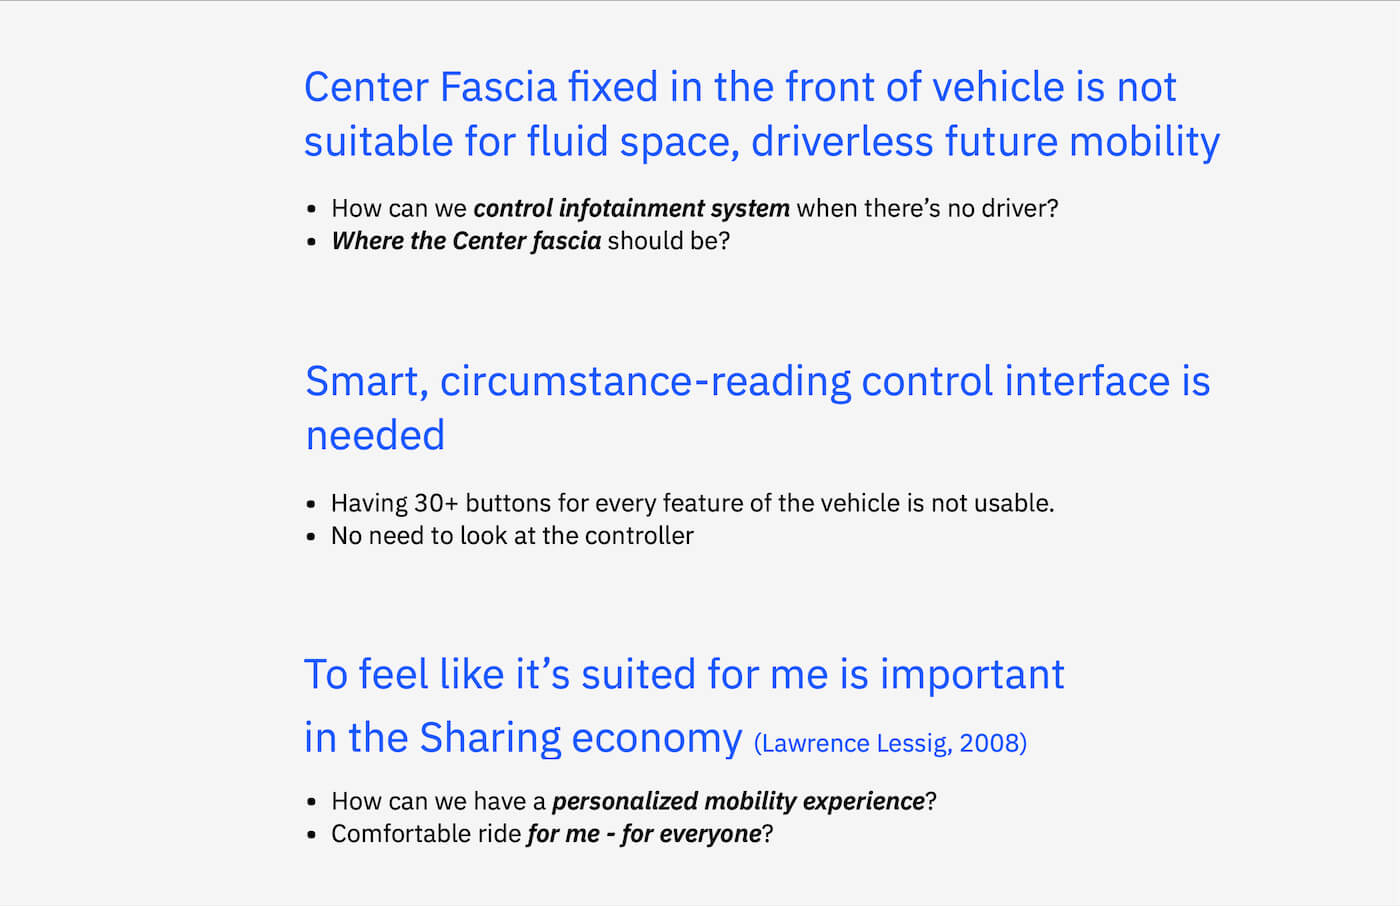 Center Fascia fixed in the front of vehicle is not
suitable for fluid space, driverless future mobility
• How can we control infotainment system when there’s no driver?
• Where the Center fascia should be?
Smart, circumstance-reading control interface is
needed
• Having 30+ buttons for every feature of the vehicle is not usable.
• No need to look at the controller
To feel like it’s suited for me is important
in the Sharing economy (Lawrence Lessig, 2008)
• How can we have a personalized mobility experience?
• Comfortable ride for me - for everyone?